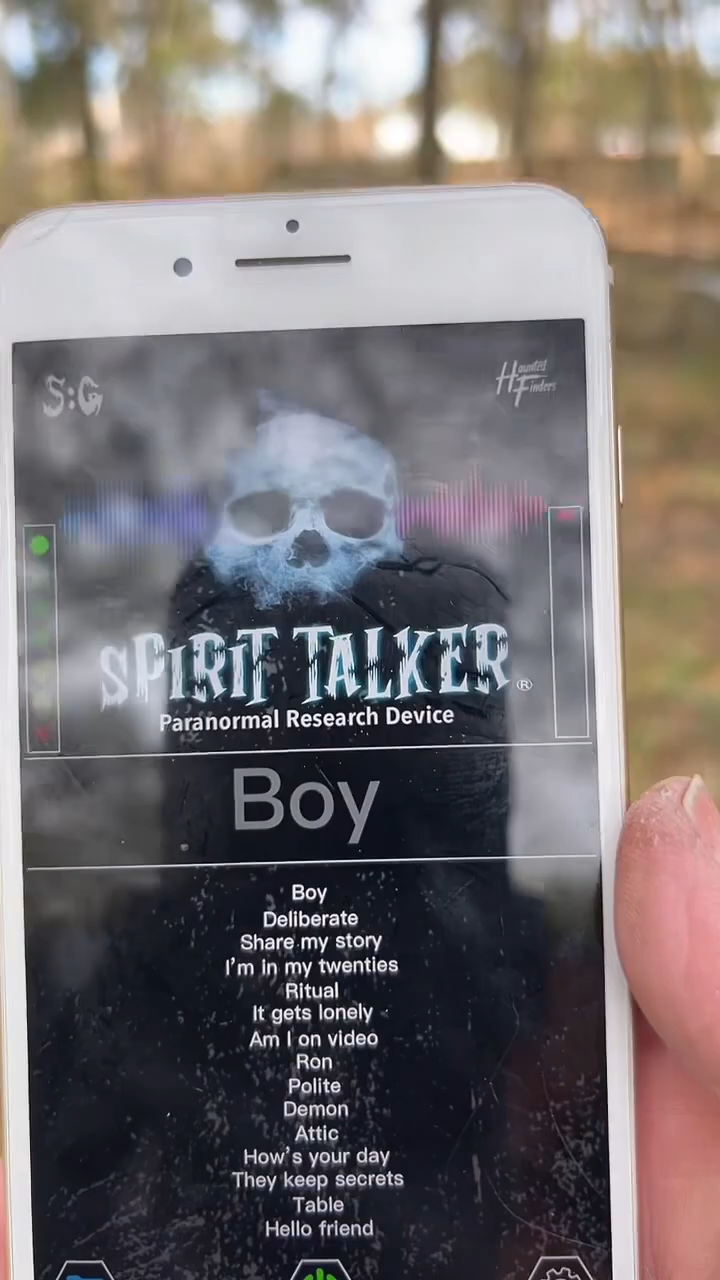 S:G
Haunted
Finders
SPIRIT TALKER®
Paranormal Research Device
Boy
Boy
Deliberate
Share my story
I'm in my twenties
Ritual
It gets lonely
Am I on video
Ron
Polite
Demon
Attic
How's your day
They keep secrets
Table
Hello friend